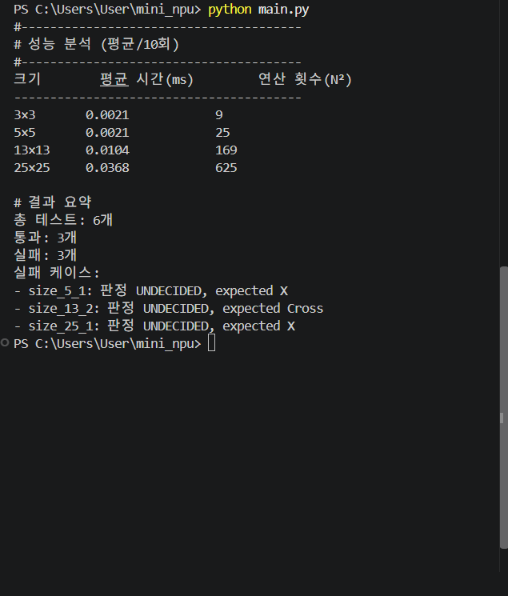 PS C:\Users\User\mini_npu> python main.py
#---------------------------------------
# 성능 분석 (평균/10회)
#---------------------------------------
크기 평균 시간(ms) 연산 횟수(N²)
----------------------------------------
3×3 0.0021 9
5×5 0.0021 25
13×13 0.0104 169
25×25 0.0368 625
# 결과 요약
총 테스트: 6개
통과: 3개
실패: 3개
실패 케이스:
- size_5_1: 판정 UNDECIDED, expected X
- size_13_2: 판정 UNDECIDED, expected Cross
- size_25_1: 판정 UNDECIDED, expected X
PS C:\Users\User\mini_npu>